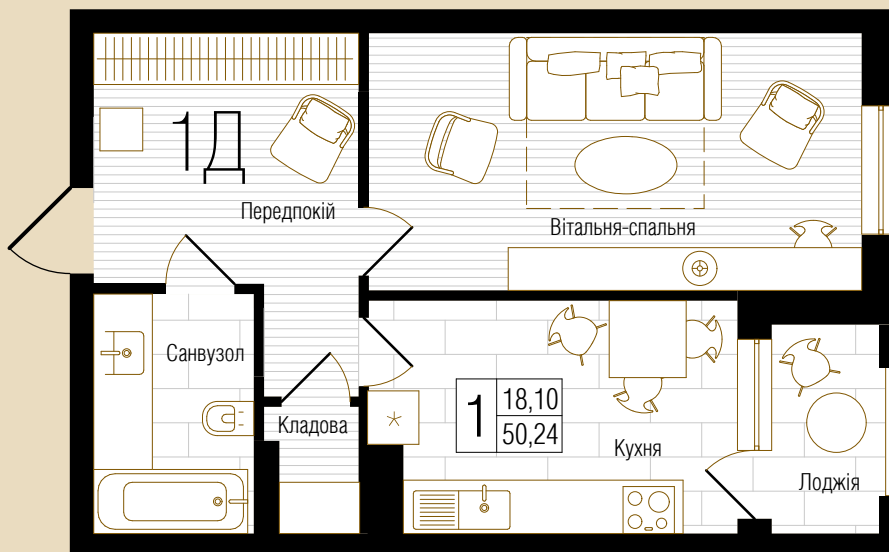 1Д
Передпокій
Вітальня-спальня
Санвузол
Кладова
1
18,10
50,24
Кухня
Лоджія